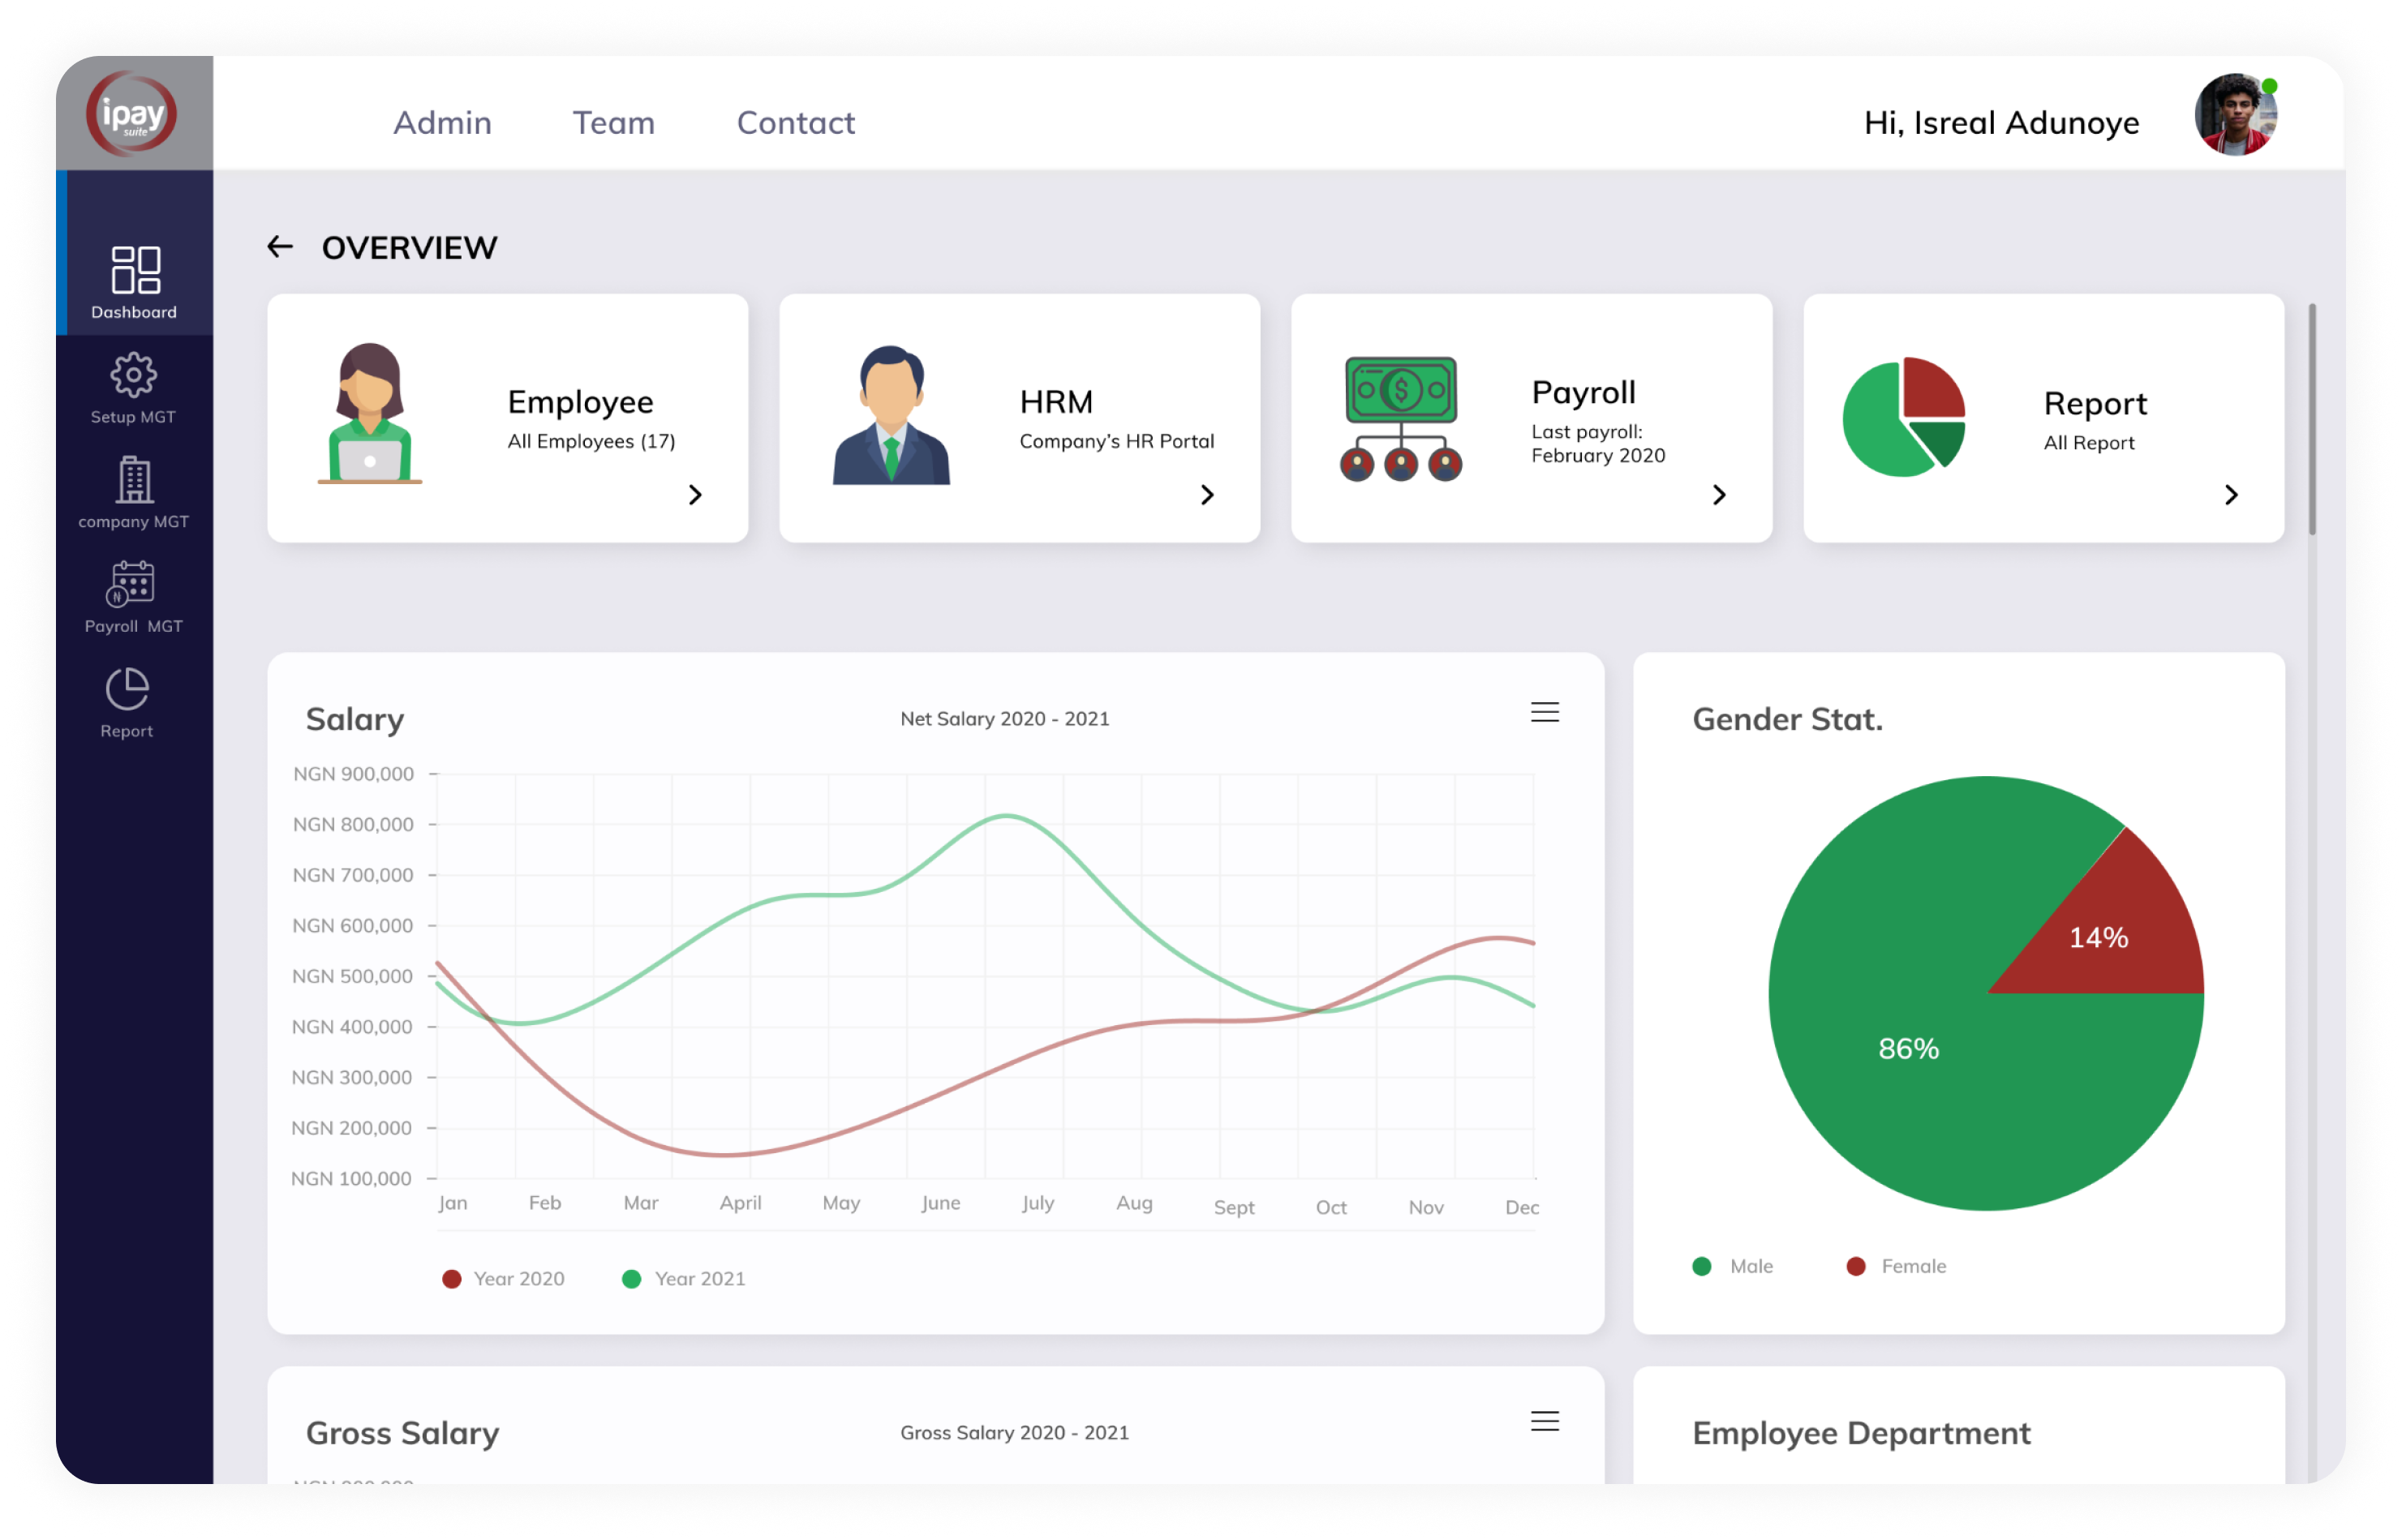 ipay
suite
Admin
Team
Contact
Hi, Isreal Adunoye
Dashboard
Setup MGT
company MGT
Payroll MGT
Report
OVERVIEW
Employee
All Employees (17)
HRM
Company's HR Portal
Payroll
Last payroll:
February 2020
Report
All Report
Salary
Net Salary 2020 - 2021
NGN 900,000
NGN 800,000
NGN 700,000
NGN 600,000
NGN 500,000
NGN 400,000
NGN 300,000
NGN 200,000
NGN 100,000
Jan
Feb
Mar
April
May
June
July
Aug
Sept
Oct
Nov
Dec
Year 2020
Year 2021
Gender Stat.
14%
86%
Male
Female
Gross Salary
Gross Salary 2020 - 2021
Employee Department